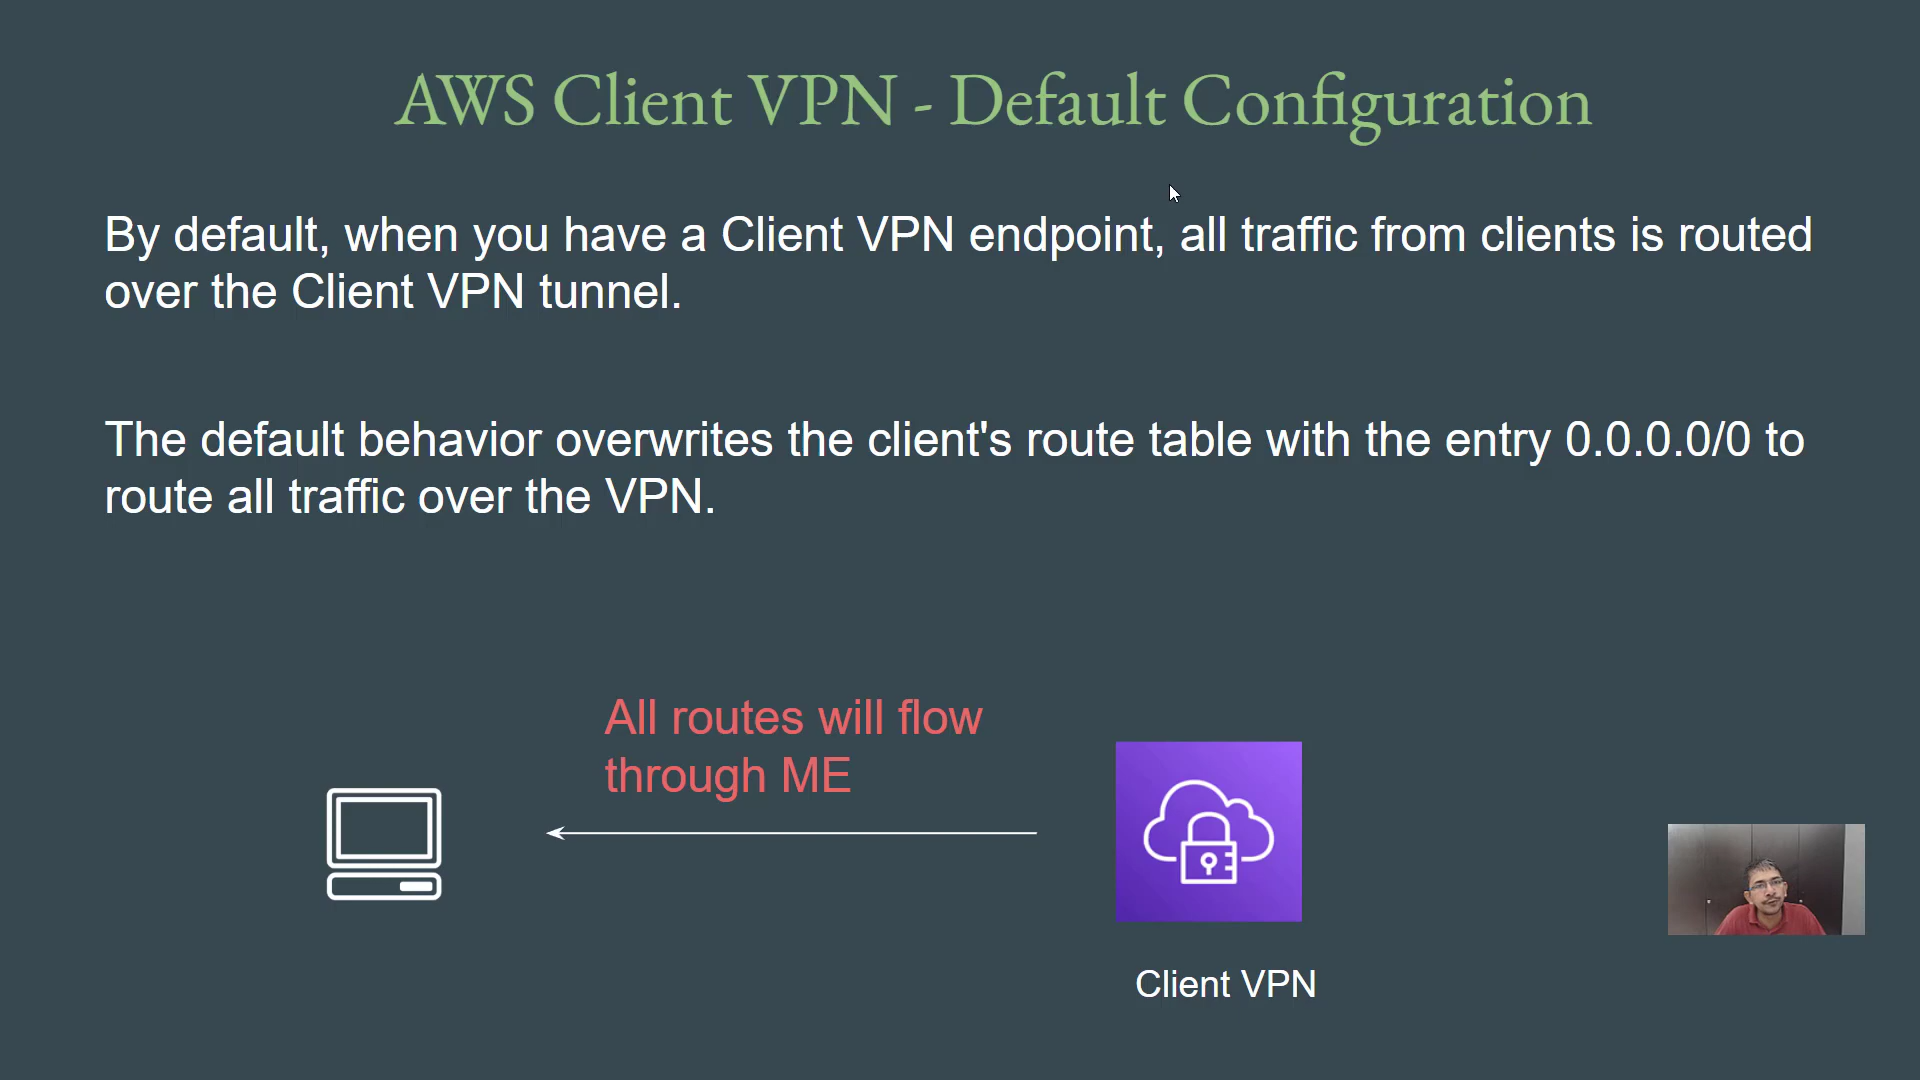 AWS Client VPN - Default Configuration
By default, when you have a Client VPN endpoint, all traffic from clients is routed
over the Client VPN tunnel.
The default behavior overwrites the client's route table with the entry 0.0.0.0/0 to
route all traffic over the VPN.
All routes will flow
through ME
Client VPN